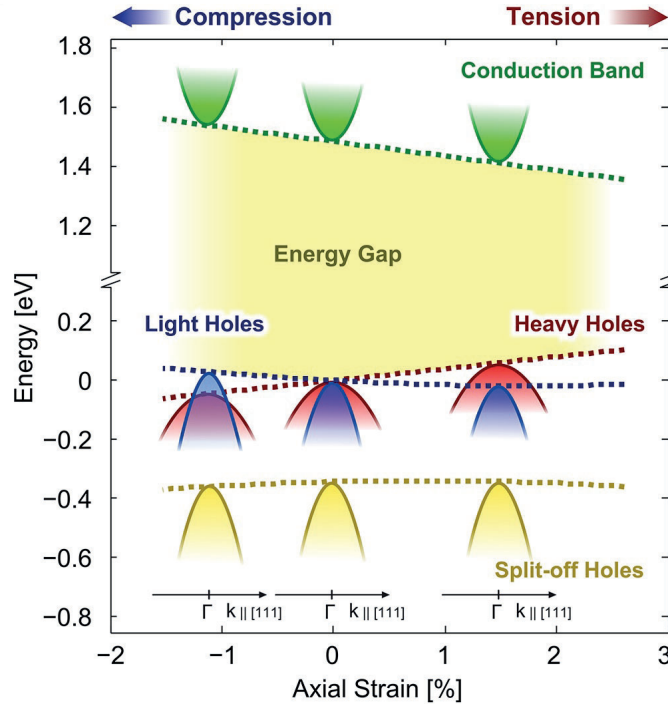 Compression
Tension
1.8
1.6
1.4
1.2
0.2
0
−0.2
−0.4
−0.6
−0.8
Energy [eV]
Conduction Band
Energy Gap
Light Holes
Heavy Holes
Split-off Holes
Γ k || [111]
Γ k || [111]
Γ k || [111]
−2
−1
0
1
2
3
Axial Strain [%]